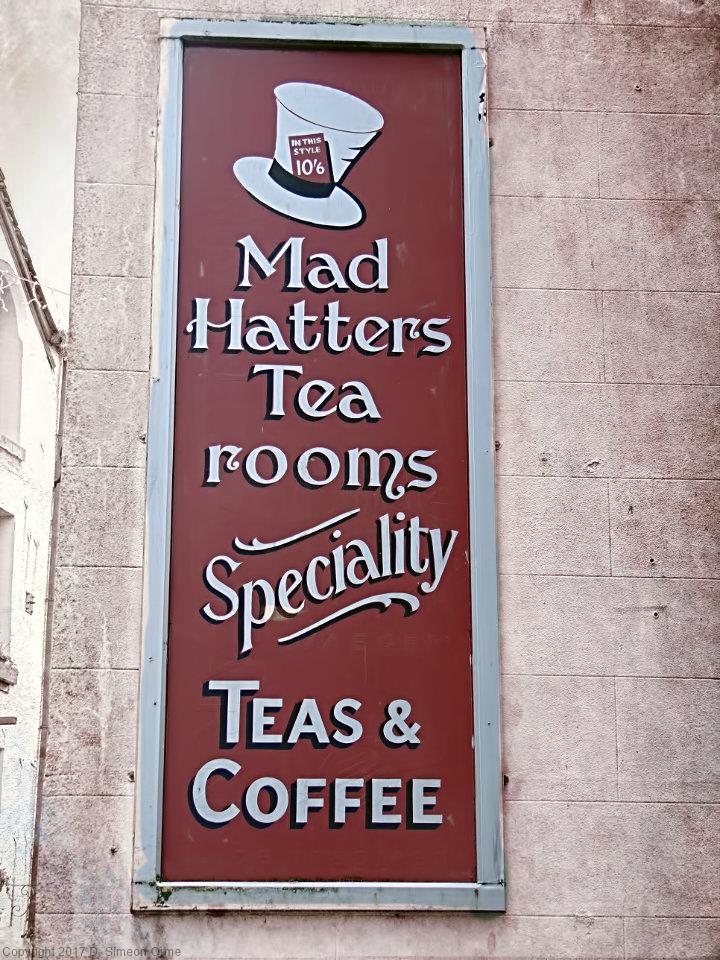 IN THIS
STYLE
10'6
Mad
Hatters
Tea
rooms
Speciality
TEAS &
COFFEE
Copyright 2017 D. Simeon Orme